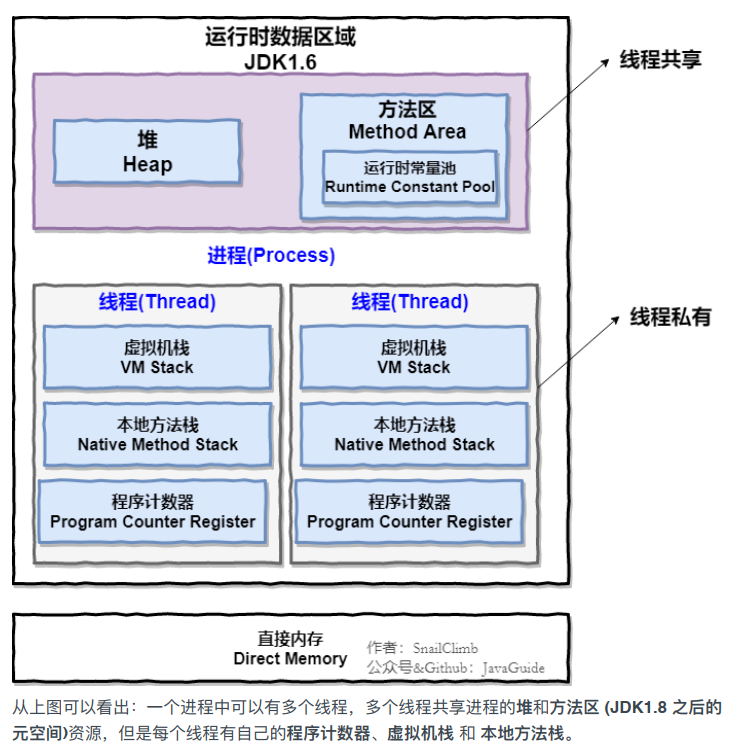 运行时数据区域
JDK1.6
线程共享
堆
Heap
方法区
Method Area
运行时常量池
Runtime Constant Pool
进程(Process)
线程(Thread)
虚拟机栈
VM Stack
本地方法栈
Native Method Stack
程序计数器
Program Counter Register
线程(Thread)
虚拟机栈
VM Stack
本地方法栈
Native Method Stack
程序计数器
Program Counter Register
线程私有
直接内存
Direct Memory
作者：SnailClimb
公众号&Github：JavaGuide
从上图可以看出：一个进程中可以有多个线程，多个线程共享进程的堆和方法区 (JDK1.8 之后的
元空间)资源，但是每个线程有自己的程序计数器、虚拟机栈 和 本地方法栈。